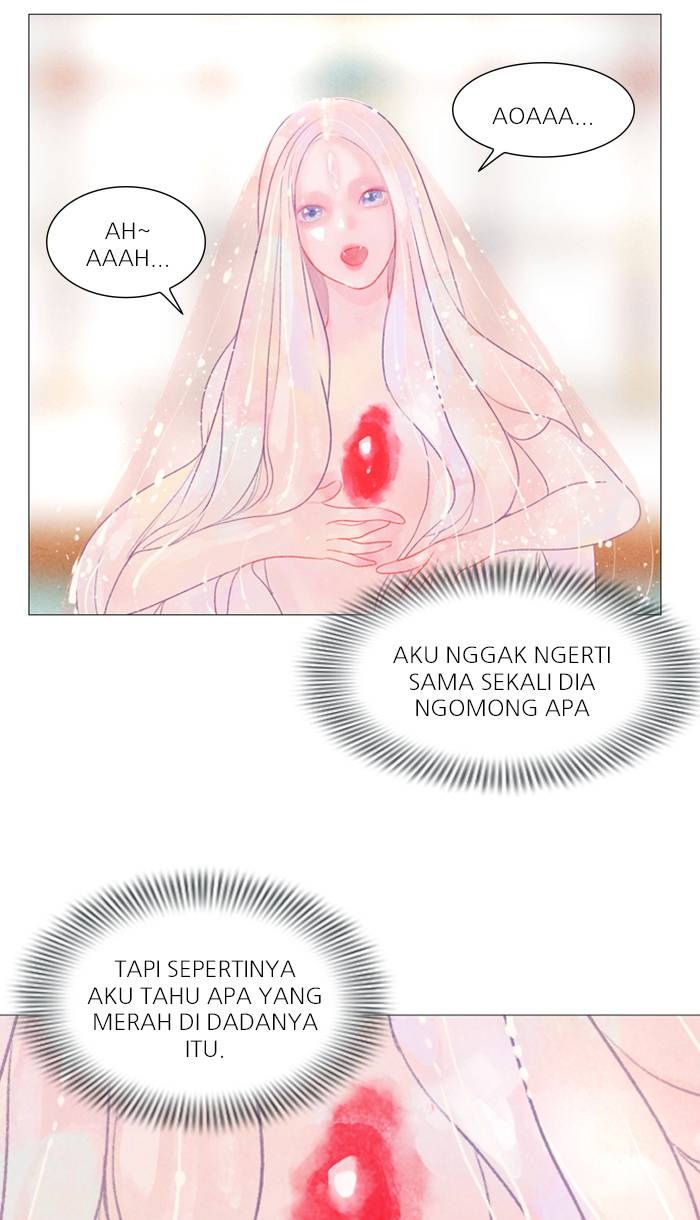 AOAAA...
AH~
AAAH...
AKU NGGAK NGERTI
SAMA SEKALI DIA
NGOMONG APA
TAPI SEPERTINYA
AKU TAHU APA YANG
MERAH DI DADANYA
ITU.